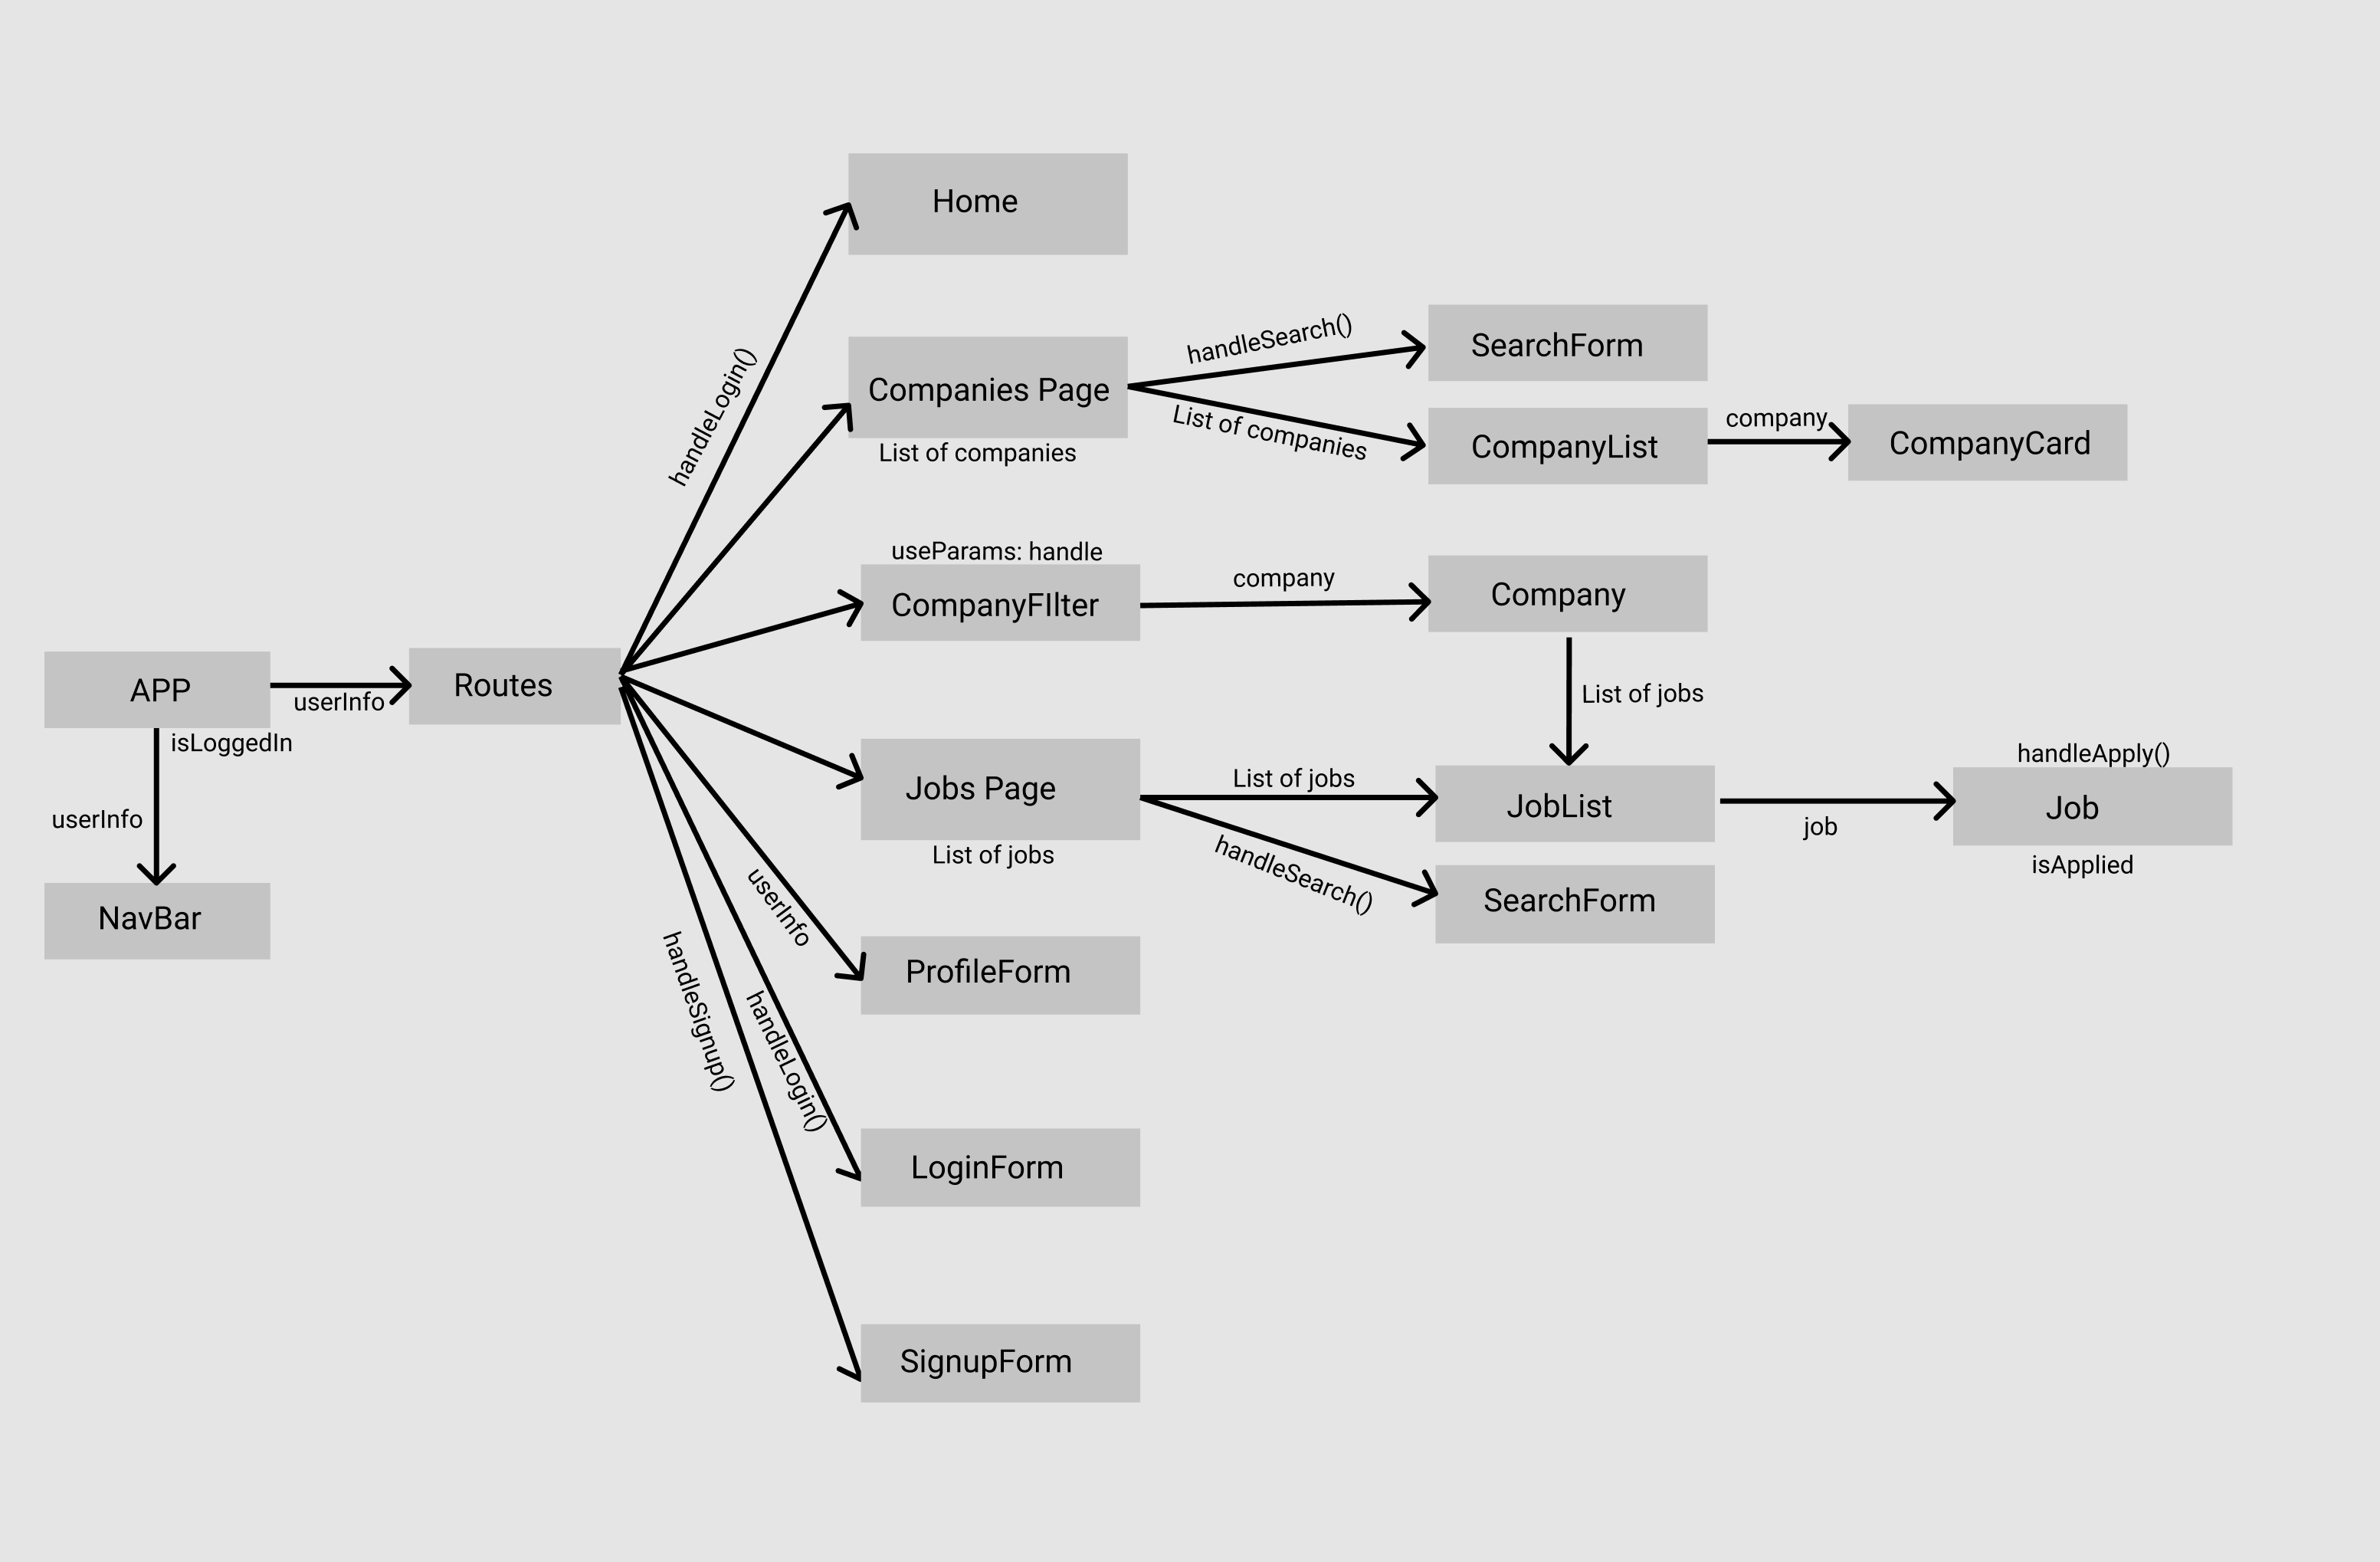 Home
handleLogin()
Companies Page
List of companies
handleSearch()
SearchForm
List of companies
CompanyList
company
CompanyCard
useParams: handle
CompanyFIlter
company
Company
List of jobs
APP
userInfo
isLoggedIn
Routes
userInfo
NavBar
Jobs Page
List of jobs
List of jobs
JobList
job
handleApply()
Job
isApplied
handleSearch()
SearchForm
userInfo
ProfileForm
handleLogin()
LoginForm
handleSignup()
SignupForm